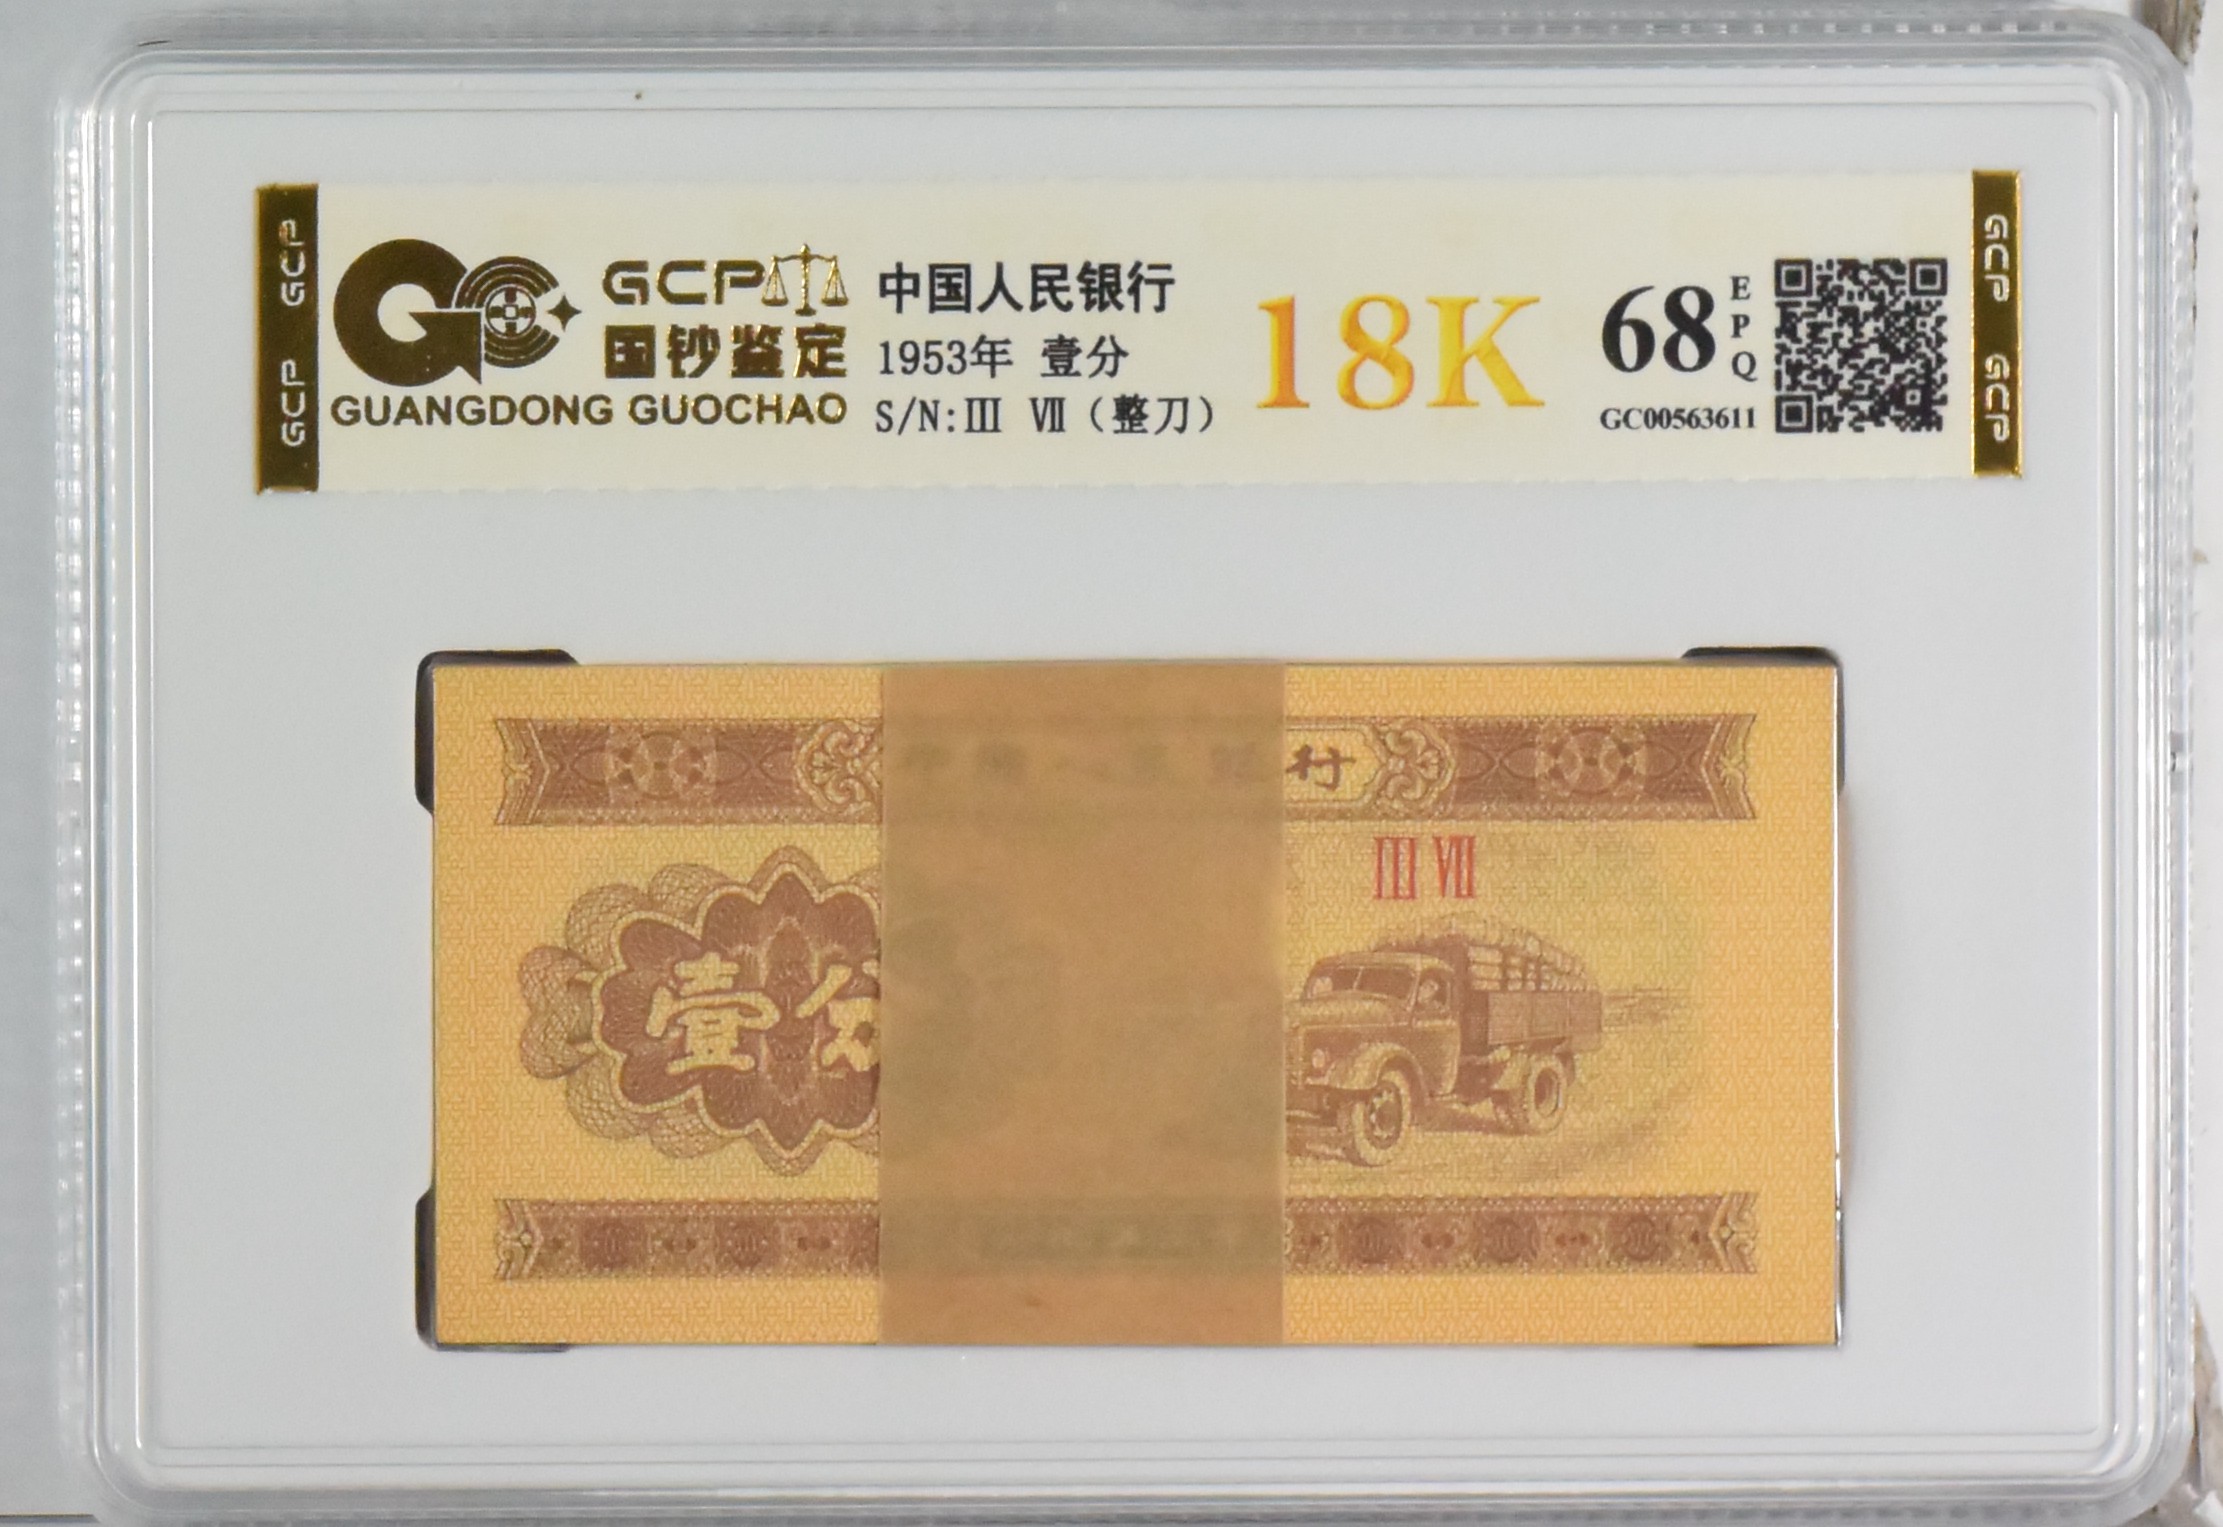 GCP GCP
GCP
国钞鉴定
GUANGDONG GUOCHAO
中国人民银行
1953年 壹分
S/N:Ⅲ Ⅶ（整刀）
18K
68
EPQ
GC00563611
GCP GCP
行
Ⅲ Ⅶ
壹分